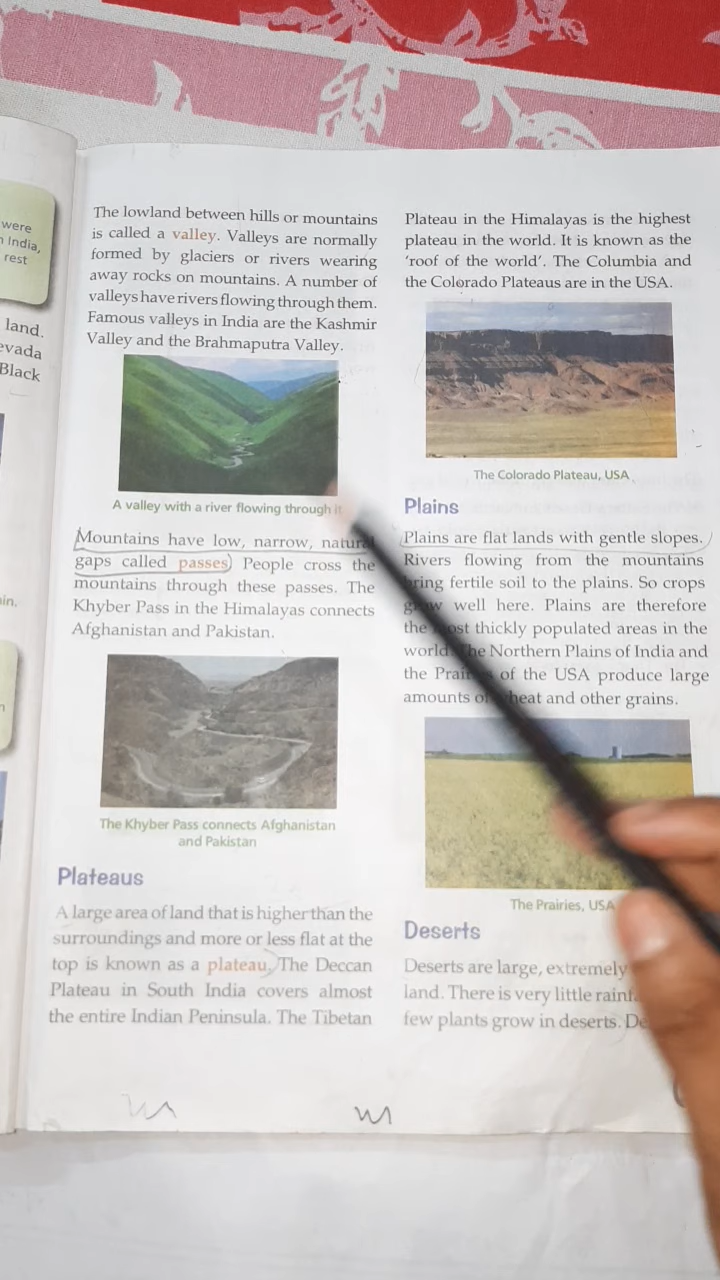 were
India,
rest
land.
evada
Black
The lowland between hills or mountains
is called a valley. Valleys are normally
formed by glaciers or rivers wearing
away rocks on mountains. A number of
valleys have rivers flowing through them.
Famous valleys in India are the Kashmir
Valley and the Brahmaputra Valley.
A valley with a river flowing through it
Mountains have low, narrow, natural
gaps called passes. People cross the
mountains through these passes. The
Khyber Pass in the Himalayas connects
Afghanistan and Pakistan.
The Khyber Pass connects Afghanistan
and Pakistan
Plateaus
A large area of land that is higher than the
surroundings and more or less flat at the
top is known as a plateau. The Deccan
Plateau in South India covers almost
the entire Indian Peninsula. The Tibetan
Plateau in the Himalayas is the highest
plateau in the world. It is known as the
‘roof of the world’. The Columbia and
the Colorado Plateaus are in the USA.
The Colorado Plateau, USA
Plains
Plains are flat lands with gentle slopes.
Rivers flowing from the mountains
bring fertile soil to the plains. So crops
grow well here. Plains are therefore
the most thickly populated areas in the
world. The Northern Plains of India and
the Prairies of the USA produce large
amounts of wheat and other grains.
The Prairies, USA
Deserts
Deserts are large, extremely
land. There is very little
few plants grow in deserts.